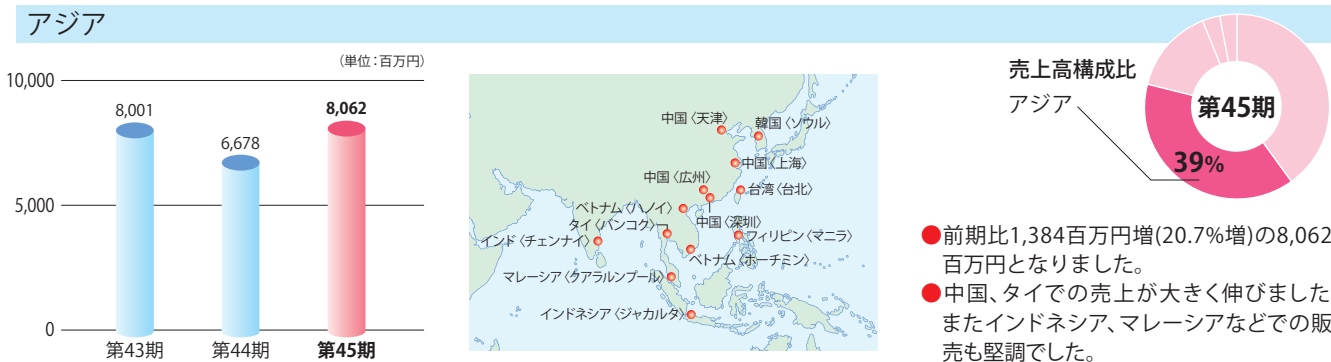 アジア
(単位：百万円)
10,000
5,000
0
8,001
6,678
8,062
第43期
第44期
第45期
中国〈天津〉
韓国〈ソウル〉
中国〈上海〉
中国〈広州〉
台湾〈台北〉
ベトナム〈ハノイ〉
中国〈深圳〉
タイ〈バンコク〉
フィリピン〈マニラ〉
インド〈チェンナイ〉
ベトナム〈ホーチミン〉
マレーシア〈クアラルンプール〉
インドネシア〈ジャカルタ〉
売上高構成比
アジア
第45期
39%
●前期比1,384百万円増(20.7%増)の8,062
百万円となりました。
●中国、タイでの売上が大きく伸びました
またインドネシア、マレーシアなどでの販
売も堅調でした。